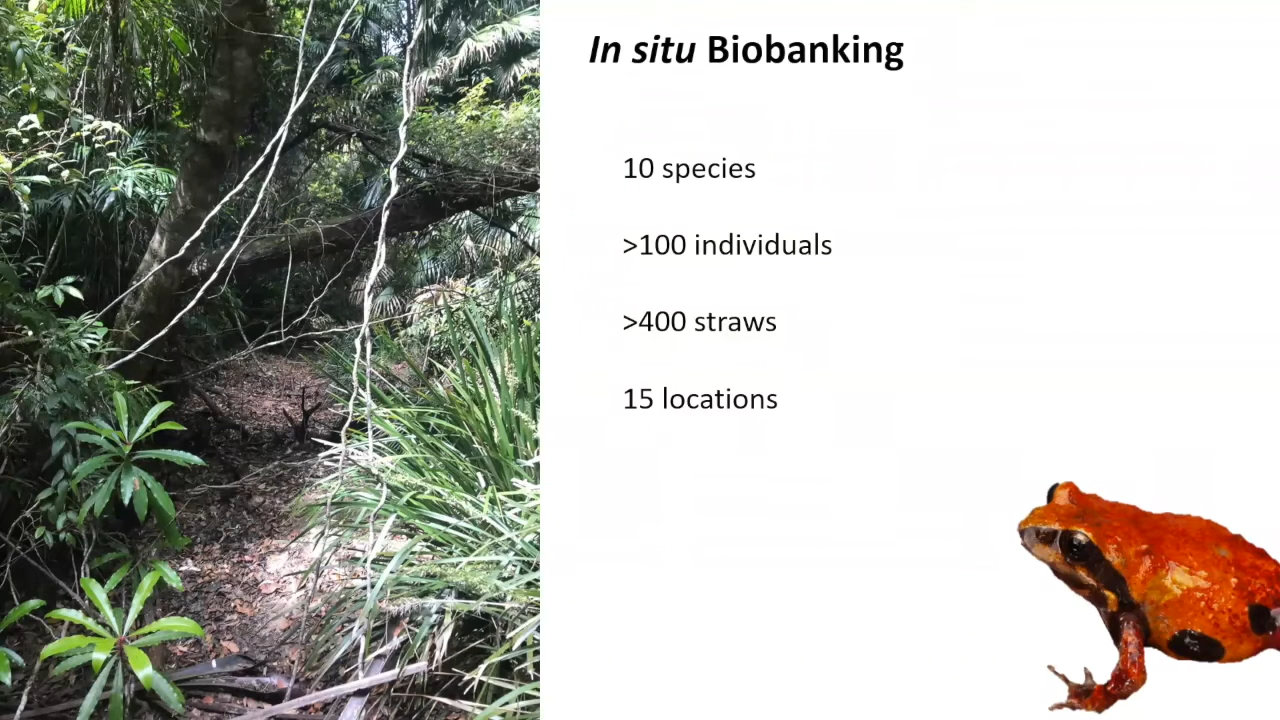 In situ Biobanking
10 species
>100 individuals
>400 straws
15 locations